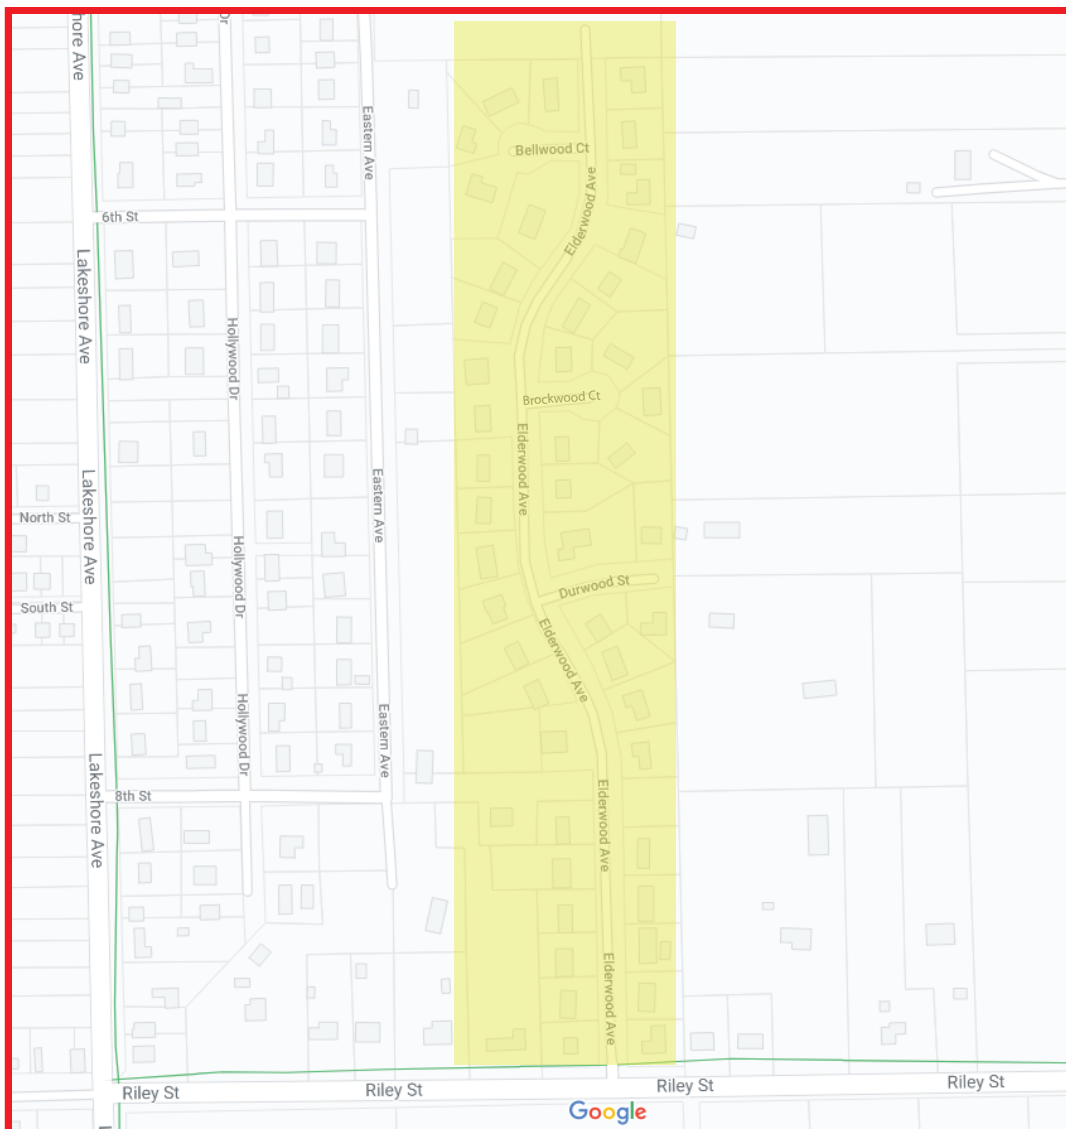 hore Ave
Dr
Eastern Ave
Bellwood Ct
Elderwood Ave
6th St
Lakeshore Ave
Hollywood Dr
Brockwood Ct
Elderwood Ave
Eastern Ave
Lakeshore Ave
North St
Hollywood Dr
Durwood St
South St
Elderwood Ave
Hollywood Dr
Eastern Ave
Lakeshore Ave
8th St
Elderwood Ave
Elderwood Ave
Riley St
Riley St
Riley St
Riley St
Google